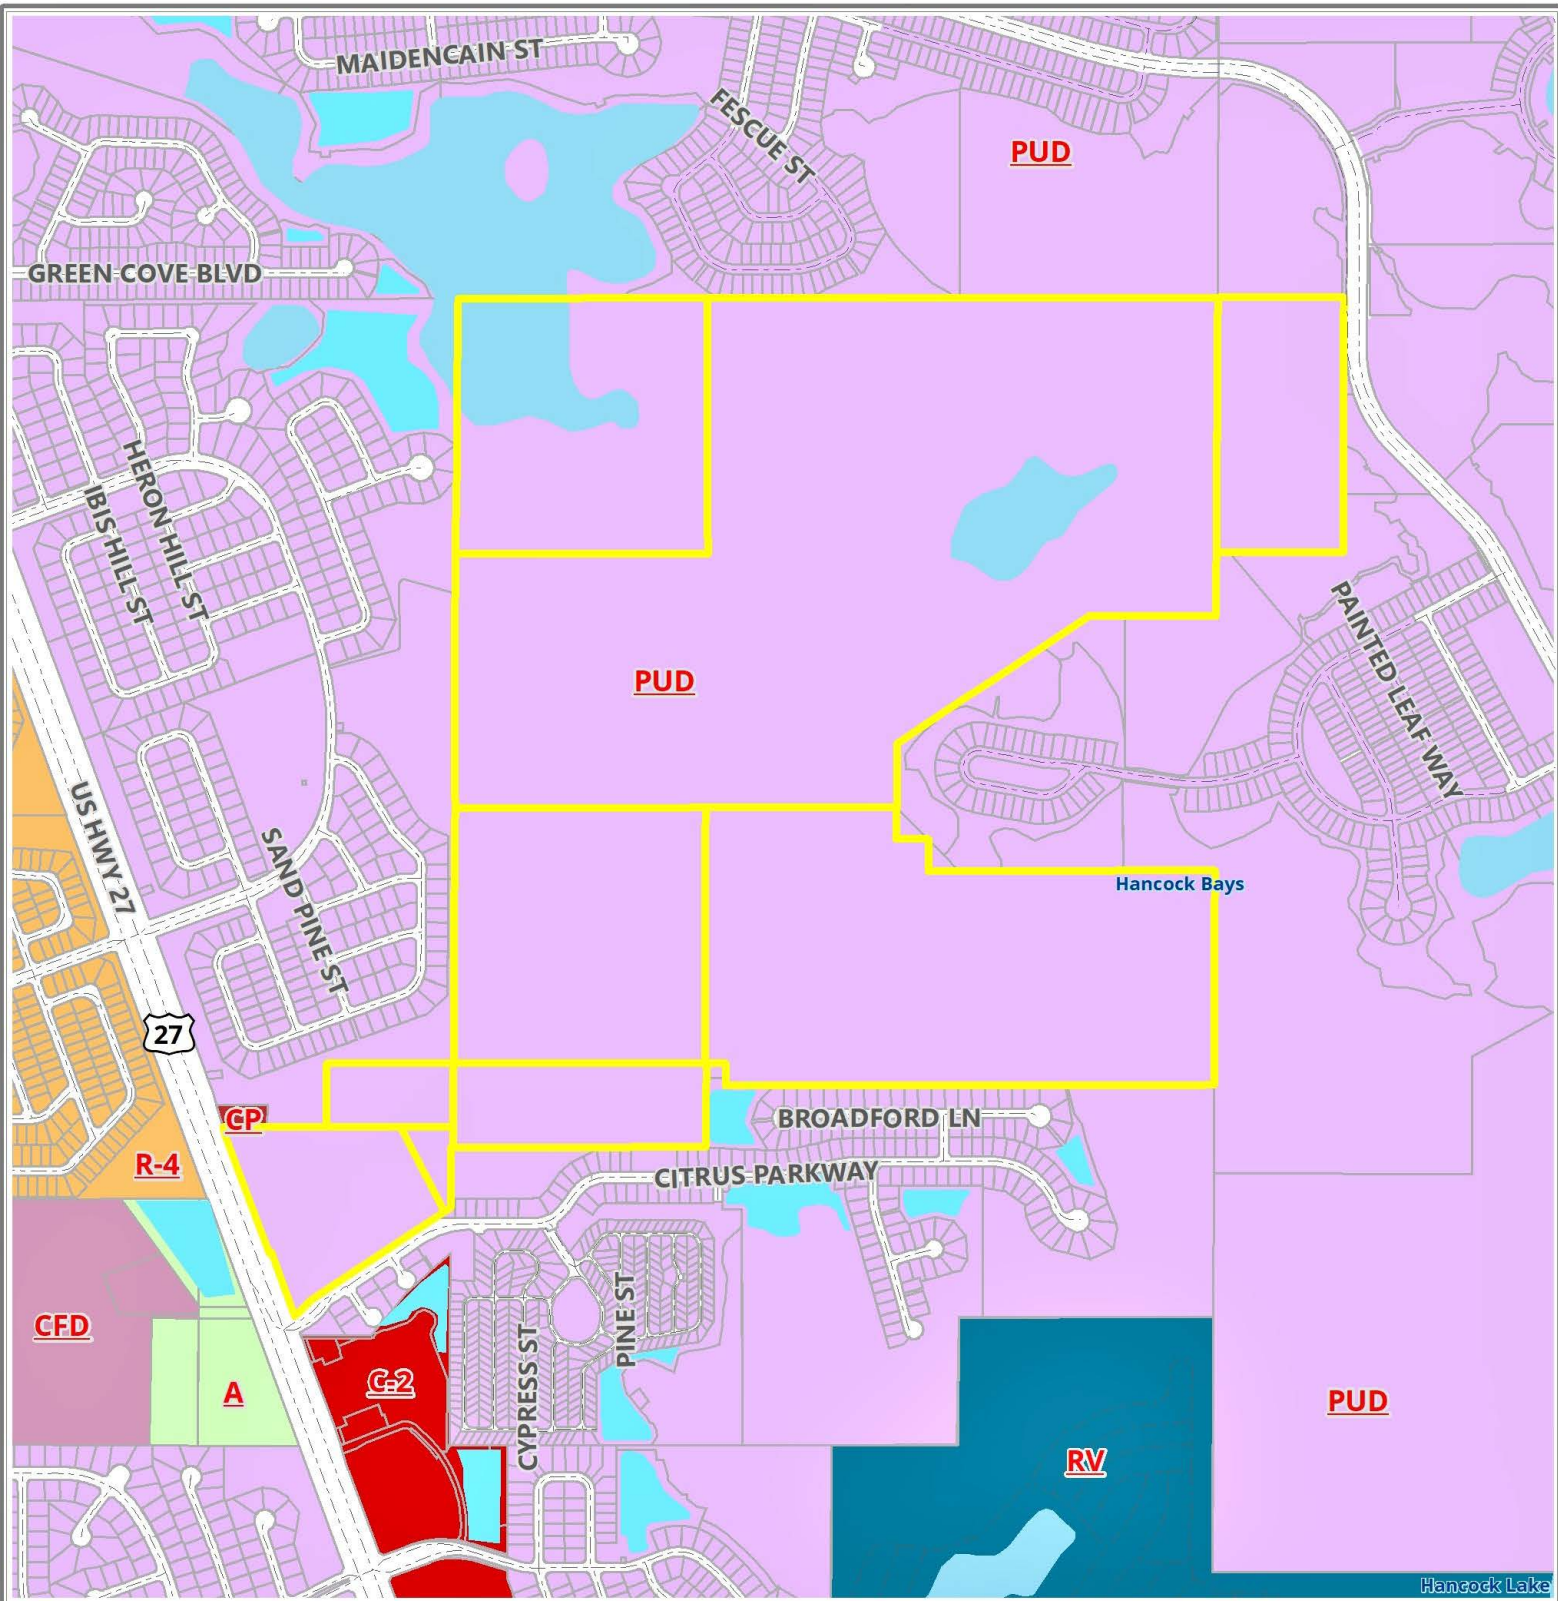 MAIDENCAIN ST
FESCUE ST
PUD
GREEN COVE BLVD
HERON HILL ST
IBIS HILL ST
PAINTED LEAF WAY
PUD
US HWY 27
SAND PINE ST
Hancock Bays
27
CP
BROADFORD LN
R-4
CITRUS PARKWAY
PINE ST
CFD
CYPRESS ST
C-2
A
PUD
RV
Hancock Lake